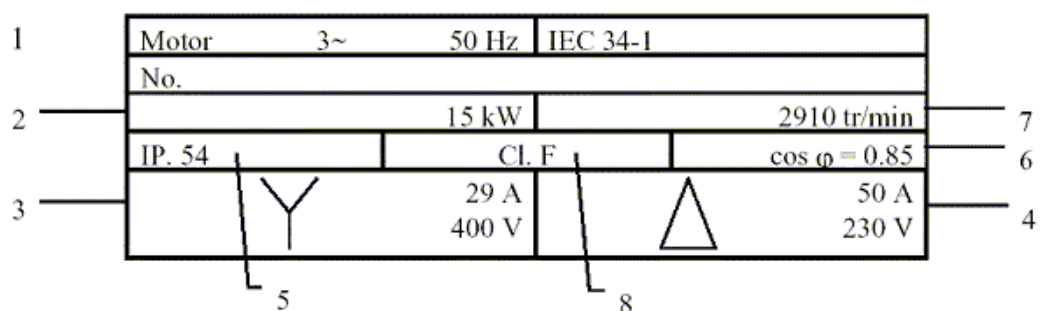 1 Motor 3~ 50 Hz IEC 34-1
No.
2 15 kW 2910 tr/min 7
IP. 54 Cl. F cos φ = 0.85 6
3 29 A 50 A 4
400 V 230 V
5 8